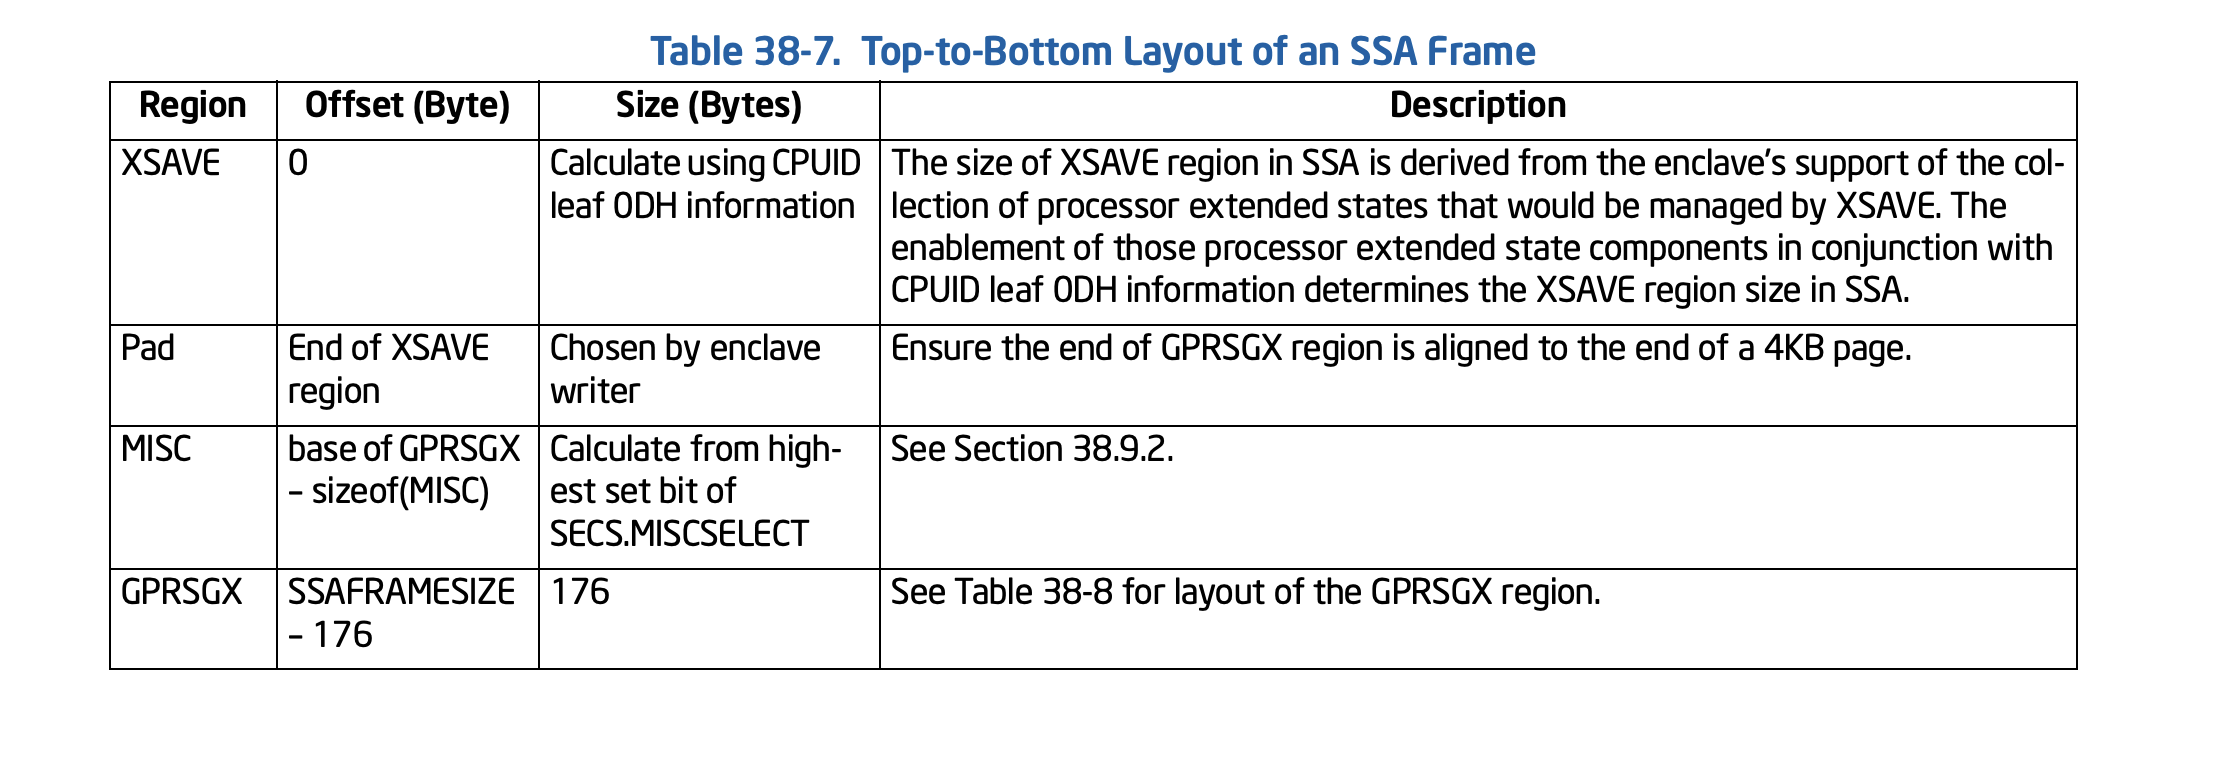 Table 38-7. Top-to-Bottom Layout of an SSA Frame
Region Offset (Byte) Size (Bytes) Description
XSAVE 0 Calculate using CPUID The size of XSAVE region in SSA is derived from the enclave's support of the col-
leaf 0DH information lection of processor extended states that would be managed by XSAVE. The
enablement of those processor extended state components in conjunction with
CPUID leaf 0DH information determines the XSAVE region size in SSA.
Pad End of XSAVE Chosen by enclave Ensure the end of GPRSGX region is aligned to the end of a 4KB page.
region writer
MISC base of GPRSGX Calculate from high- See Section 38.9.2.
– sizeof(MISC) est set bit of
SECS.MISCSELECT
GPRSGX SSAFRAMESIZE 176 See Table 38-8 for layout of the GPRSGX region.
– 176